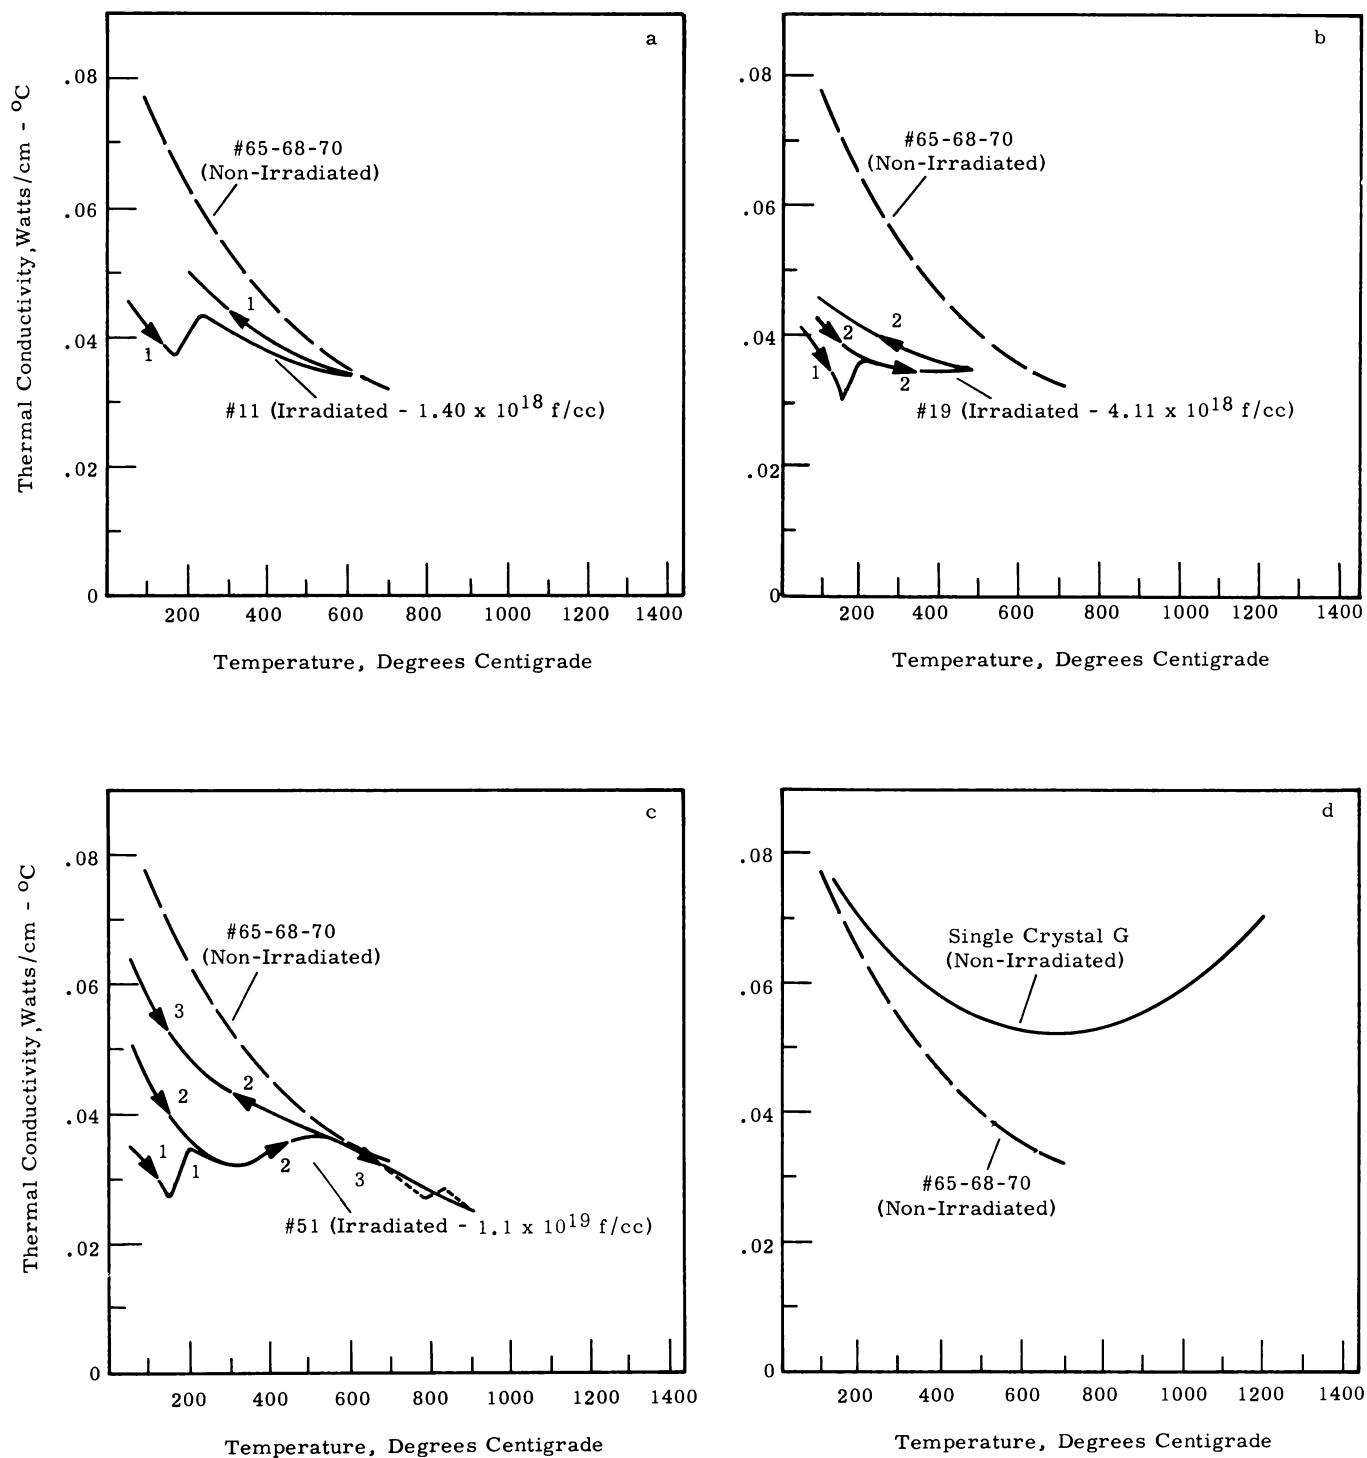 a
Thermal Conductivity, Watts/cm - °C
.08
.06
.04
.02
0
#65-68-70
(Non-Irradiated)
1
1
#11 (Irradiated - 1.40 x 10^18 f/cc)
200 400 600 800 1000 1200 1400
Temperature, Degrees Centigrade
b
.08
.06
.04
.02
0
#65-68-70
(Non-Irradiated)
2
2
1
2
#19 (Irradiated - 4.11 x 10^18 f/cc)
200 400 600 800 1000 1200 1400
Temperature, Degrees Centigrade
c
Thermal Conductivity, Watts/cm - °C
.08
.06
.04
.02
0
#65-68-70
(Non-Irradiated)
3
2
2
1
1
2
3
#51 (Irradiated - 1.1 x 10^19 f/cc)
200 400 600 800 1000 1200 1400
Temperature, Degrees Centigrade
d
.08
.06
.04
.02
0
Single Crystal G
(Non-Irradiated)
#65-68-70
(Non-Irradiated)
200 400 600 800 1000 1200 1400
Temperature, Degrees Centigrade